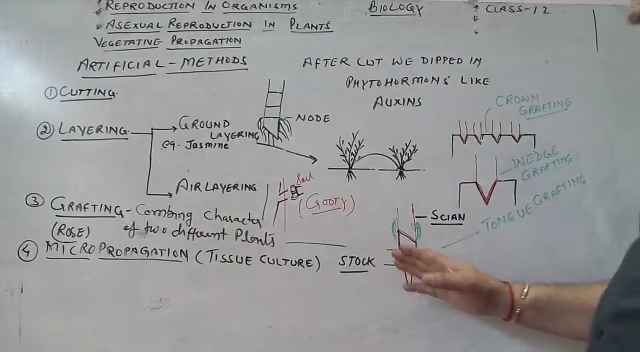 * REPRODUCTION IN ORGANISMS
BIOLOGY
CLASS-12
* ASEXUAL REPRODUCTION IN PLANTS
VEGETATIVE PROPAGATION
ARTIFICIAL - METHODS
AFTER CUT WE DIPPED IN
PHYTOHORMONS LIKE
AUXINS
① CUTTING
NODE
② LAYERING
GROUND
LAYERING
eg. Jasmine
AIR LAYERING
Soil
(GOOTY)
CROWN
GRAFTING
WEDGE
GRAFTING
TONGUE GRAFTING
③ GRAFTING - Combing Character
(ROSE) of two different Plants
SCIAN
④ MICROPROPAGATION (TISSUE CULTURE)
STOCK